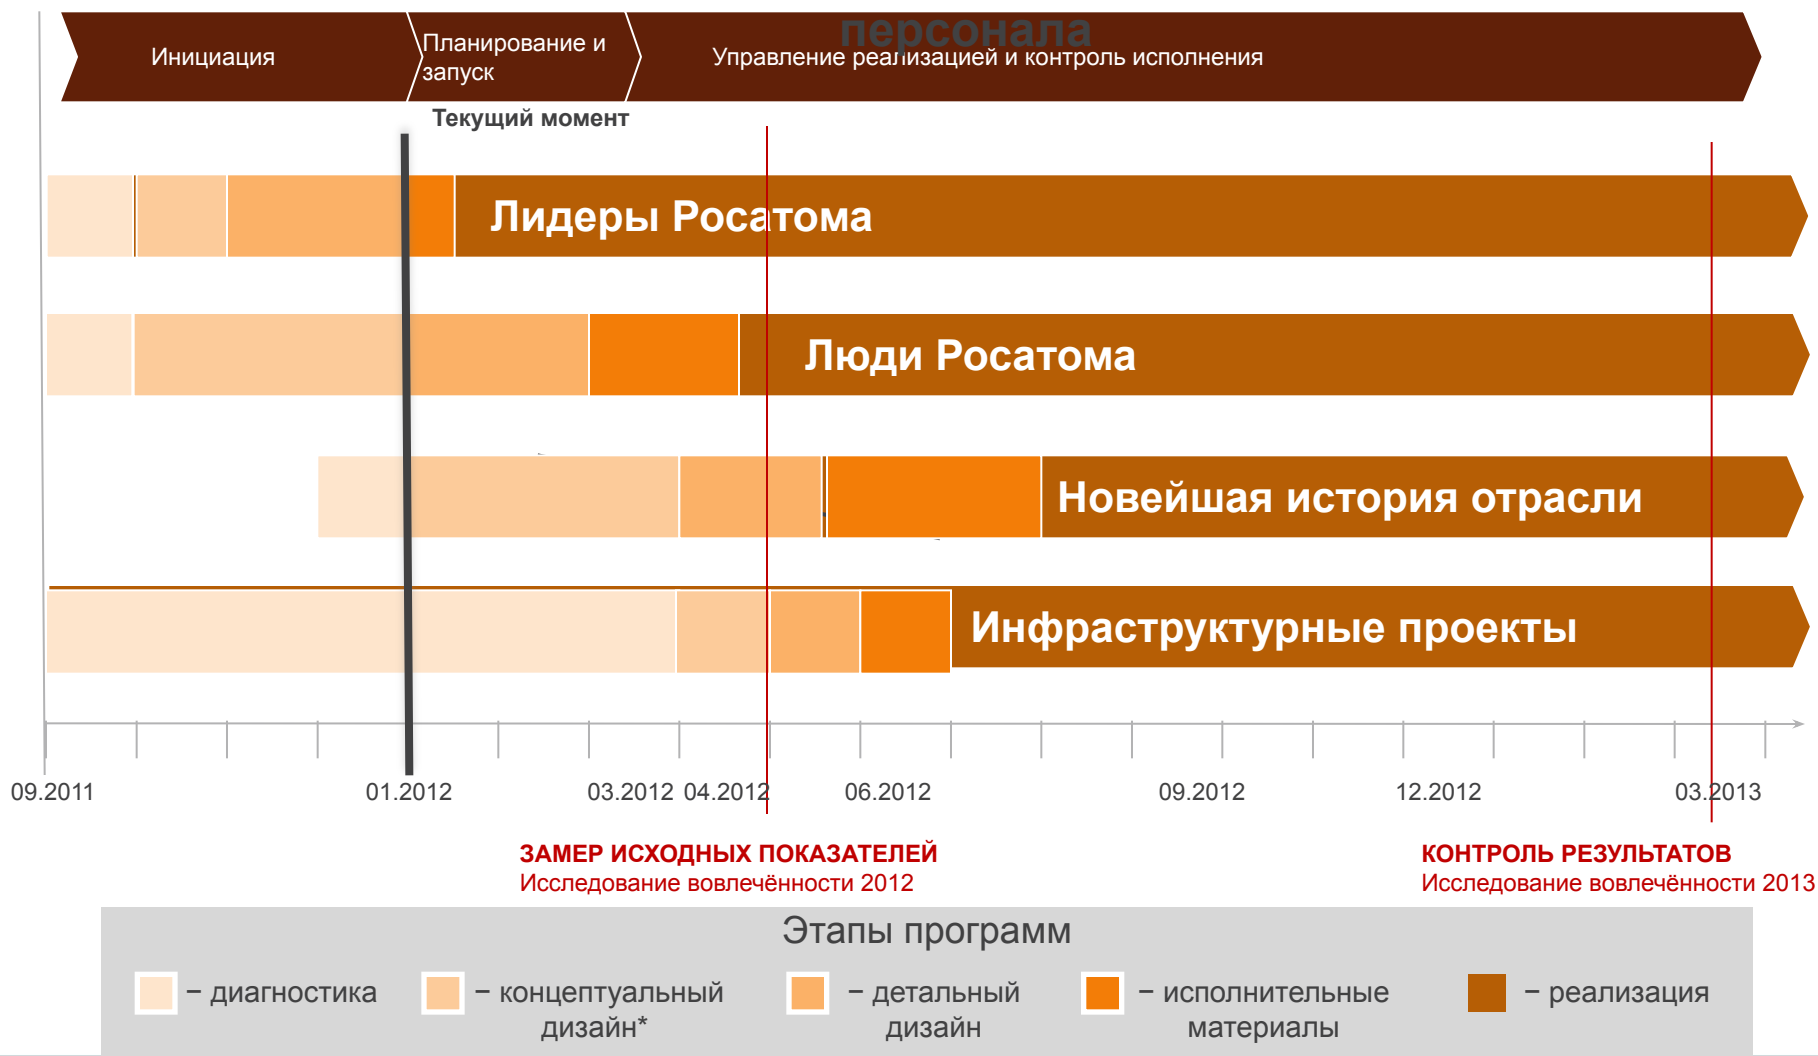 персонала
Инициация
Планирование и
запуск
Управление реализацией и контроль исполнения
Текущий момент
Лидеры Росатома
Люди Росатома
Новейшая история отрасли
Инфраструктурные проекты
09.2011
01.2012
03.2012
04.2012
06.2012
09.2012
12.2012
03.2013
ЗАМЕР ИСХОДНЫХ ПОКАЗАТЕЛЕЙ
Исследование вовлечённости 2012
КОНТРОЛЬ РЕЗУЛЬТАТОВ
Исследование вовлечённости 2013
Этапы программ
– диагностика
– концептуальный
дизайн*
– детальный
дизайн
– исполнительные
материалы
– реализация